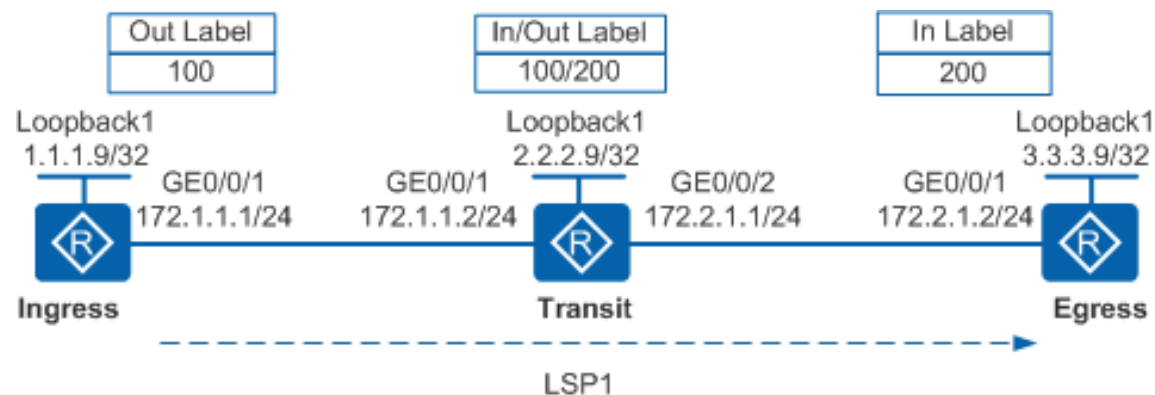 Out Label
100
In/Out Label
100/200
In Label
200
Loopback1
1.1.1.9/32
Loopback1
2.2.2.9/32
Loopback1
3.3.3.9/32
GE0/0/1
172.1.1.1/24
GE0/0/1
172.1.1.2/24
GE0/0/2
172.2.1.1/24
GE0/0/1
172.2.1.2/24
R
R
R
Ingress
Transit
Egress
LSP1